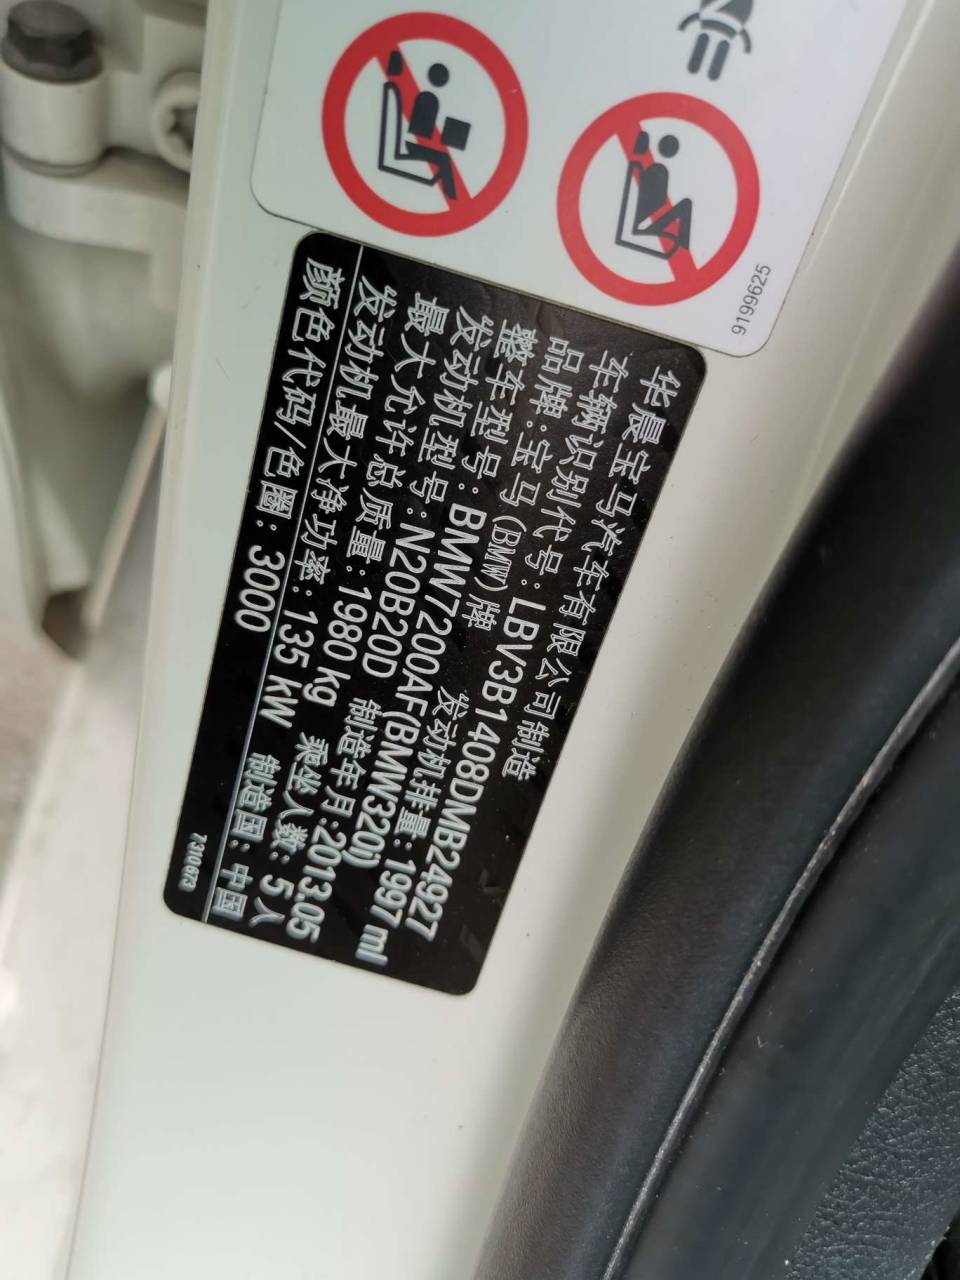 9199625
华晨宝马汽车有限公司制造
车辆识别代号: LBV3B1408DMB24927
品牌: 宝马(BMW)牌 发动机排量: 1997 ml
整车型号: BMW7200AF(BMW320i)
发动机型号: N20B20D 制造年月:2013.05
最大允许总质量: 1980 kg 乘坐人数: 5 人
发动机最大净功率: 135 kW 制造国: 中国
颜色代码/色圈: 3000
7310673